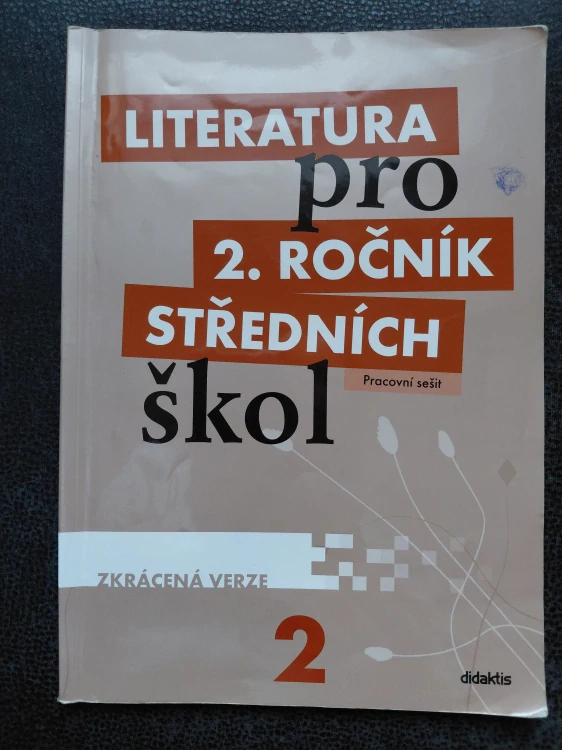 LITERATURA
pro
2. ROČNÍK
STŘEDNÍCH
škol
Pracovní sešit
ZKRÁCENÁ VERZE
2
didaktis